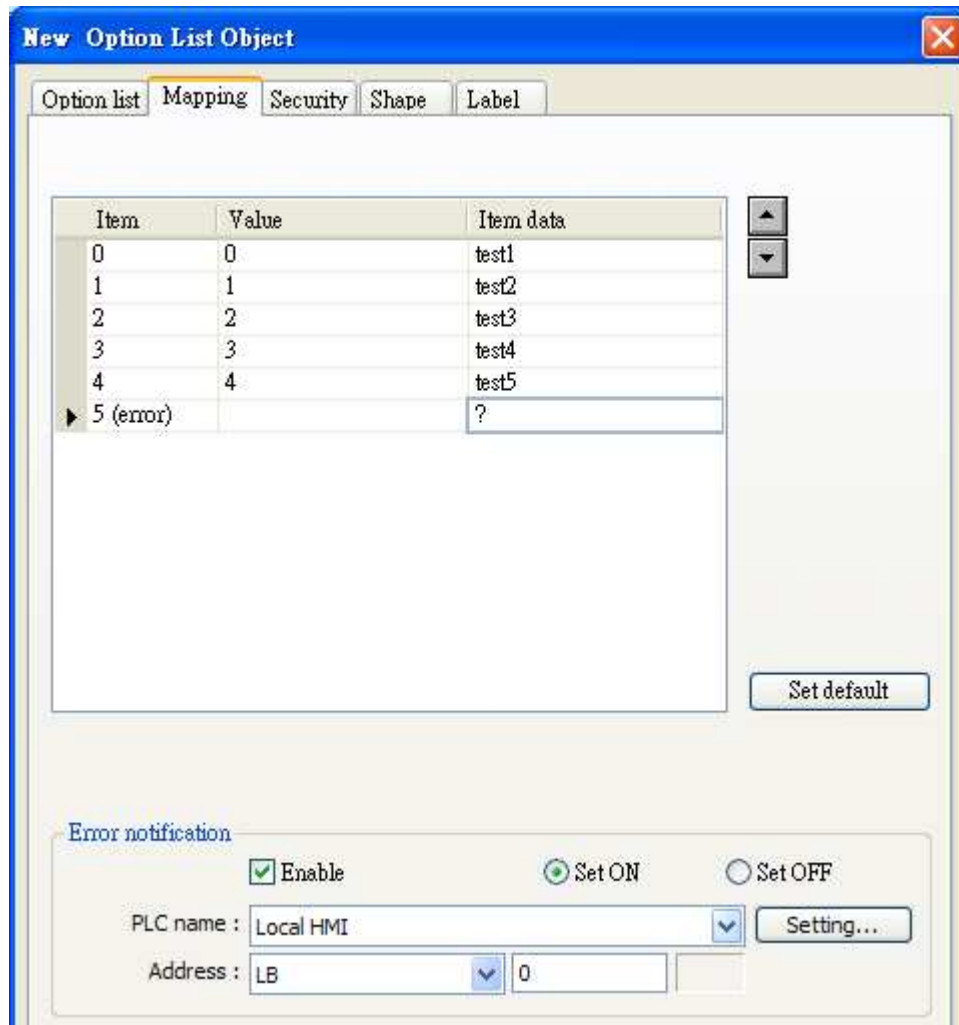 New Option List Object
Option list Mapping Security Shape Label
Item Value Item data
0 0 test1
1 1 test2
2 2 test3
3 3 test4
4 4 test5
5 (error) ?
Set default
Error notification
Enable Set ON Set OFF
PLC name : Local HMI Setting...
Address : LB 0